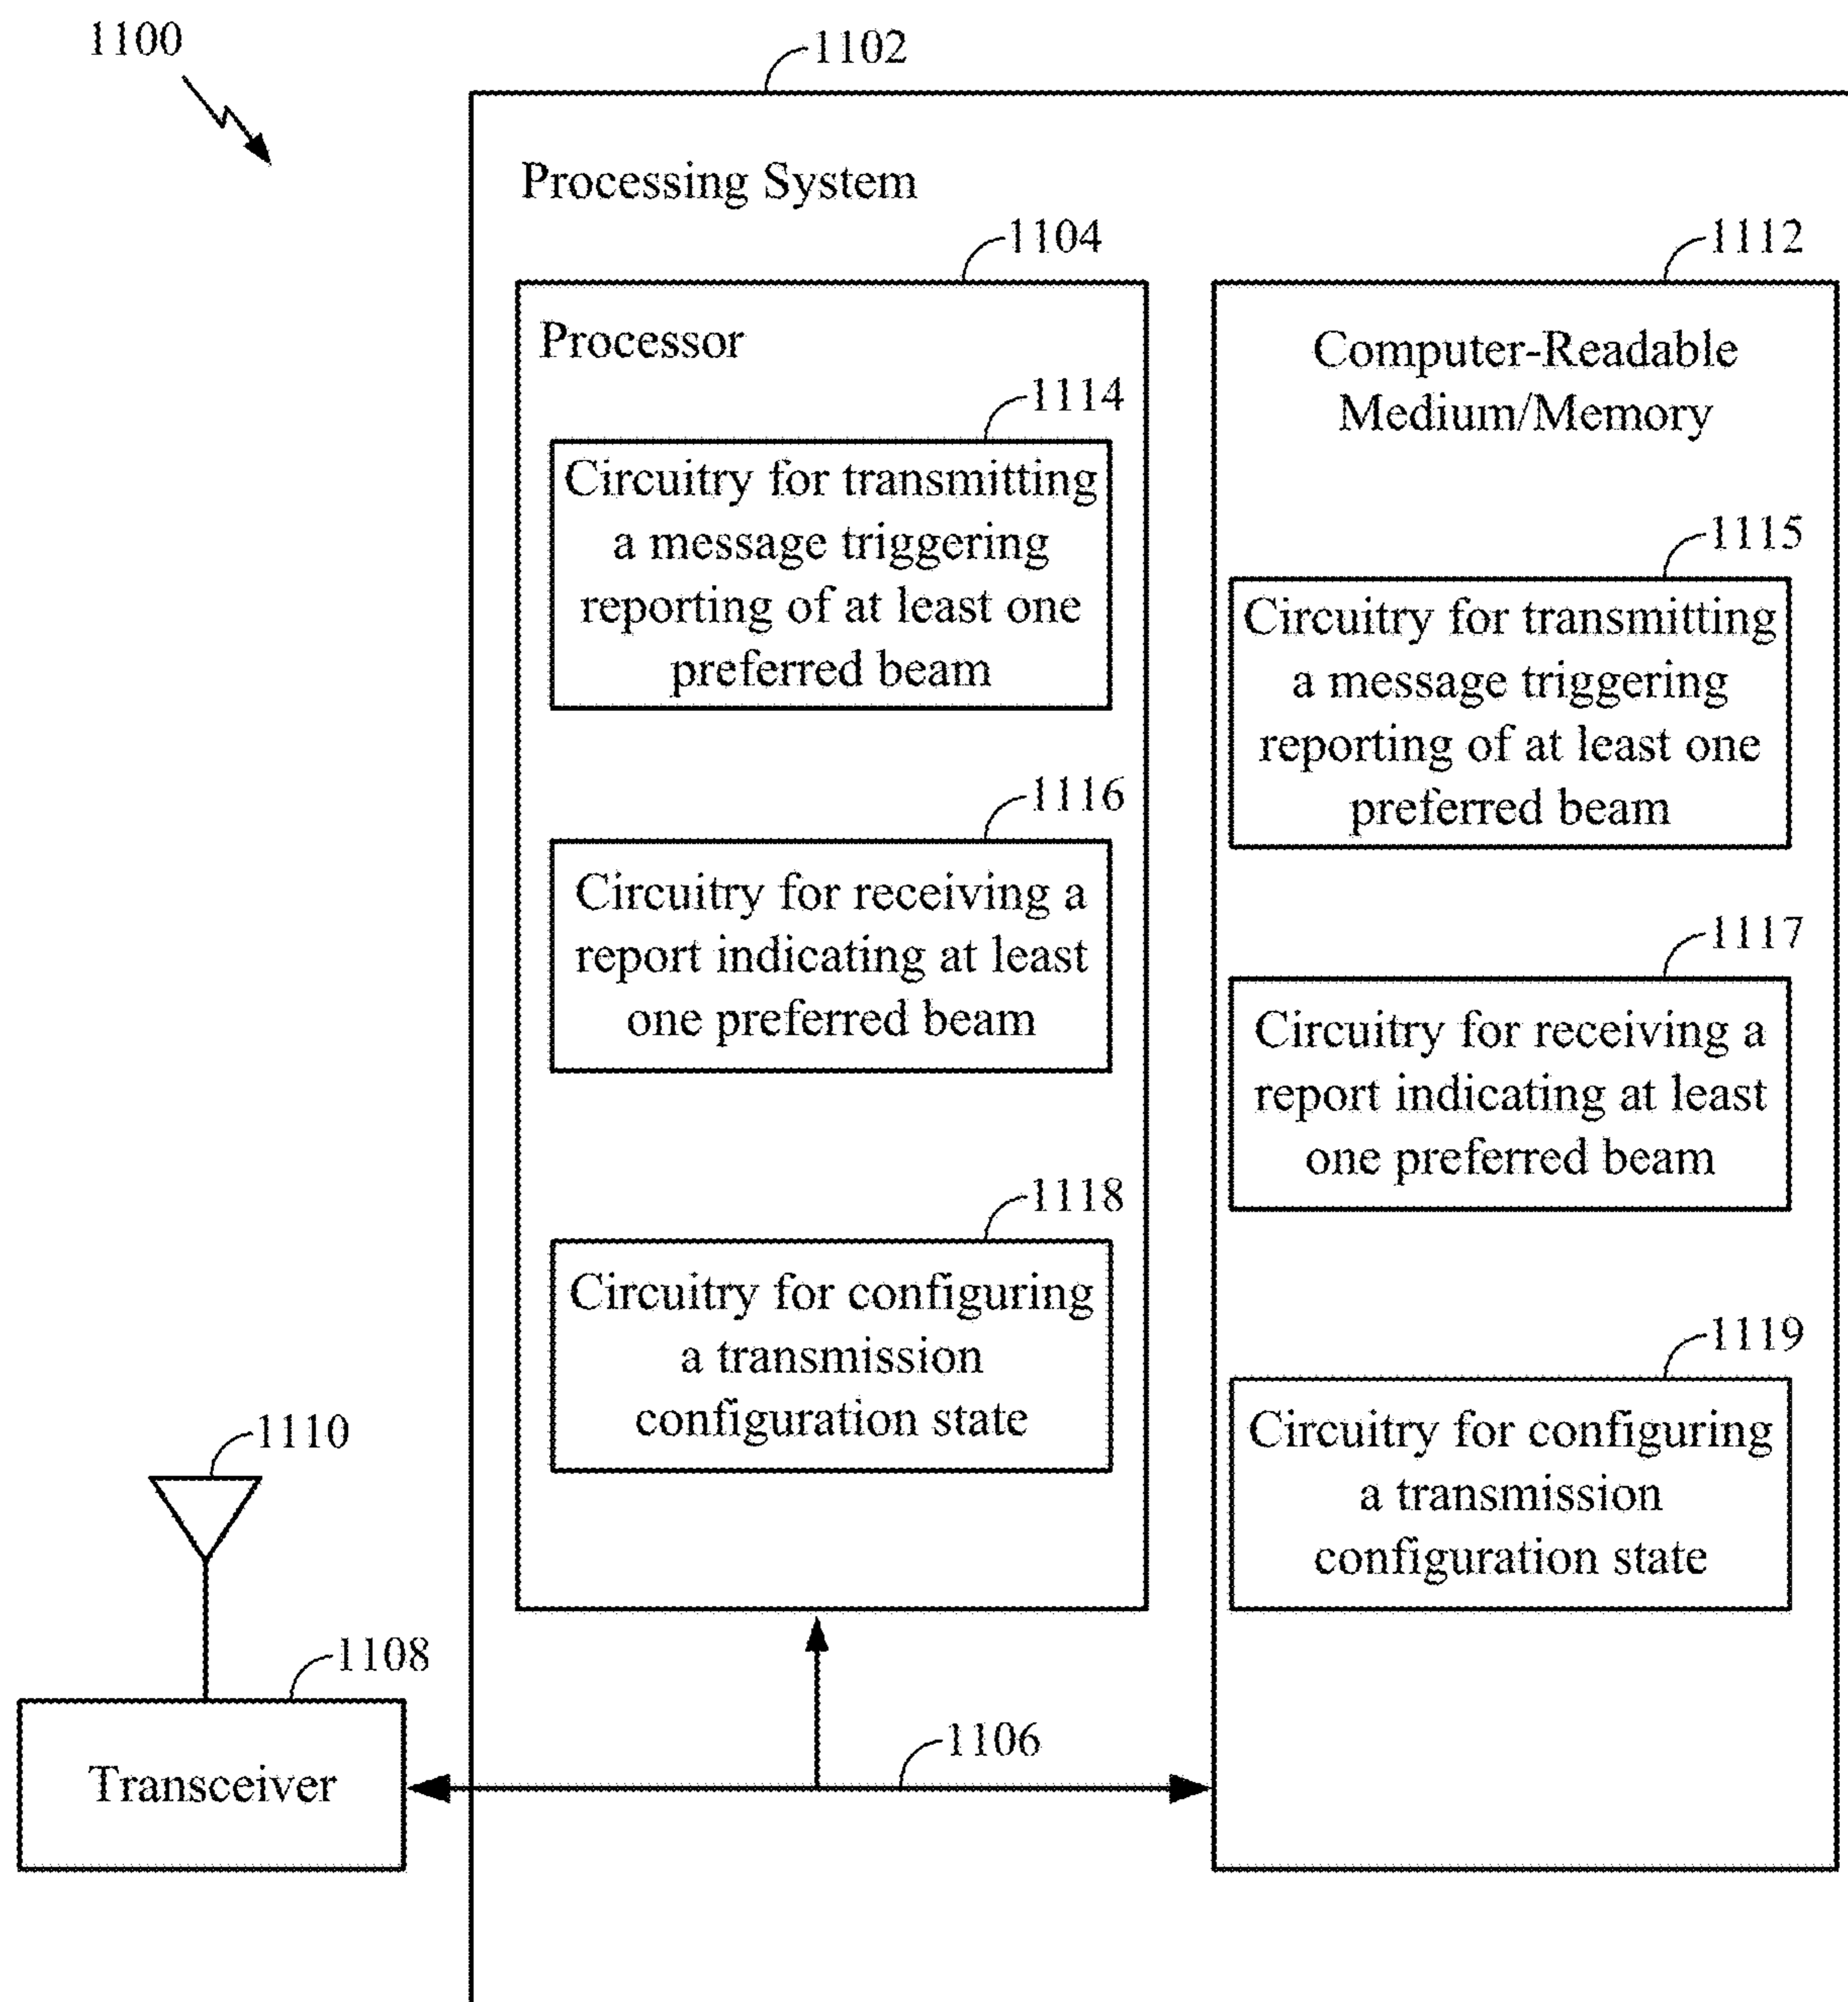 1100
1102
Processing System
1104
Processor
1114
Circuitry for transmitting
a message triggering
reporting of at least one
preferred beam
1116
Circuitry for receiving a
report indicating at least
one preferred beam
1118
Circuitry for configuring
a transmission
configuration state
1112
Computer-Readable
Medium/Memory
1115
Circuitry for transmitting
a message triggering
reporting of at least one
preferred beam
1117
Circuitry for receiving a
report indicating at least
one preferred beam
1119
Circuitry for configuring
a transmission
configuration state
1110
1108
Transceiver
1106